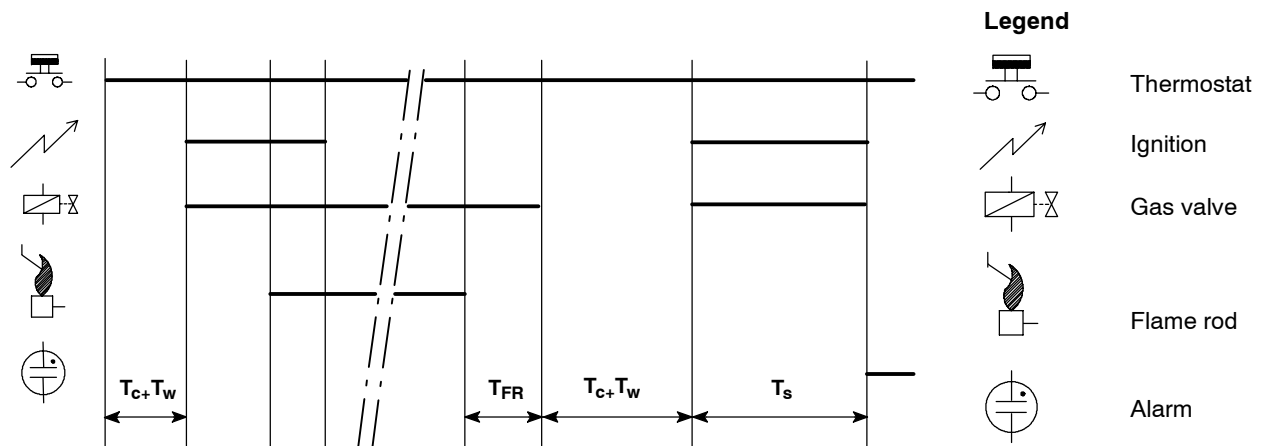 Legend
Thermostat
Ignition
Gas valve
Flame rod
Alarm
Tc+Tw
TFR
Tc+Tw
Ts